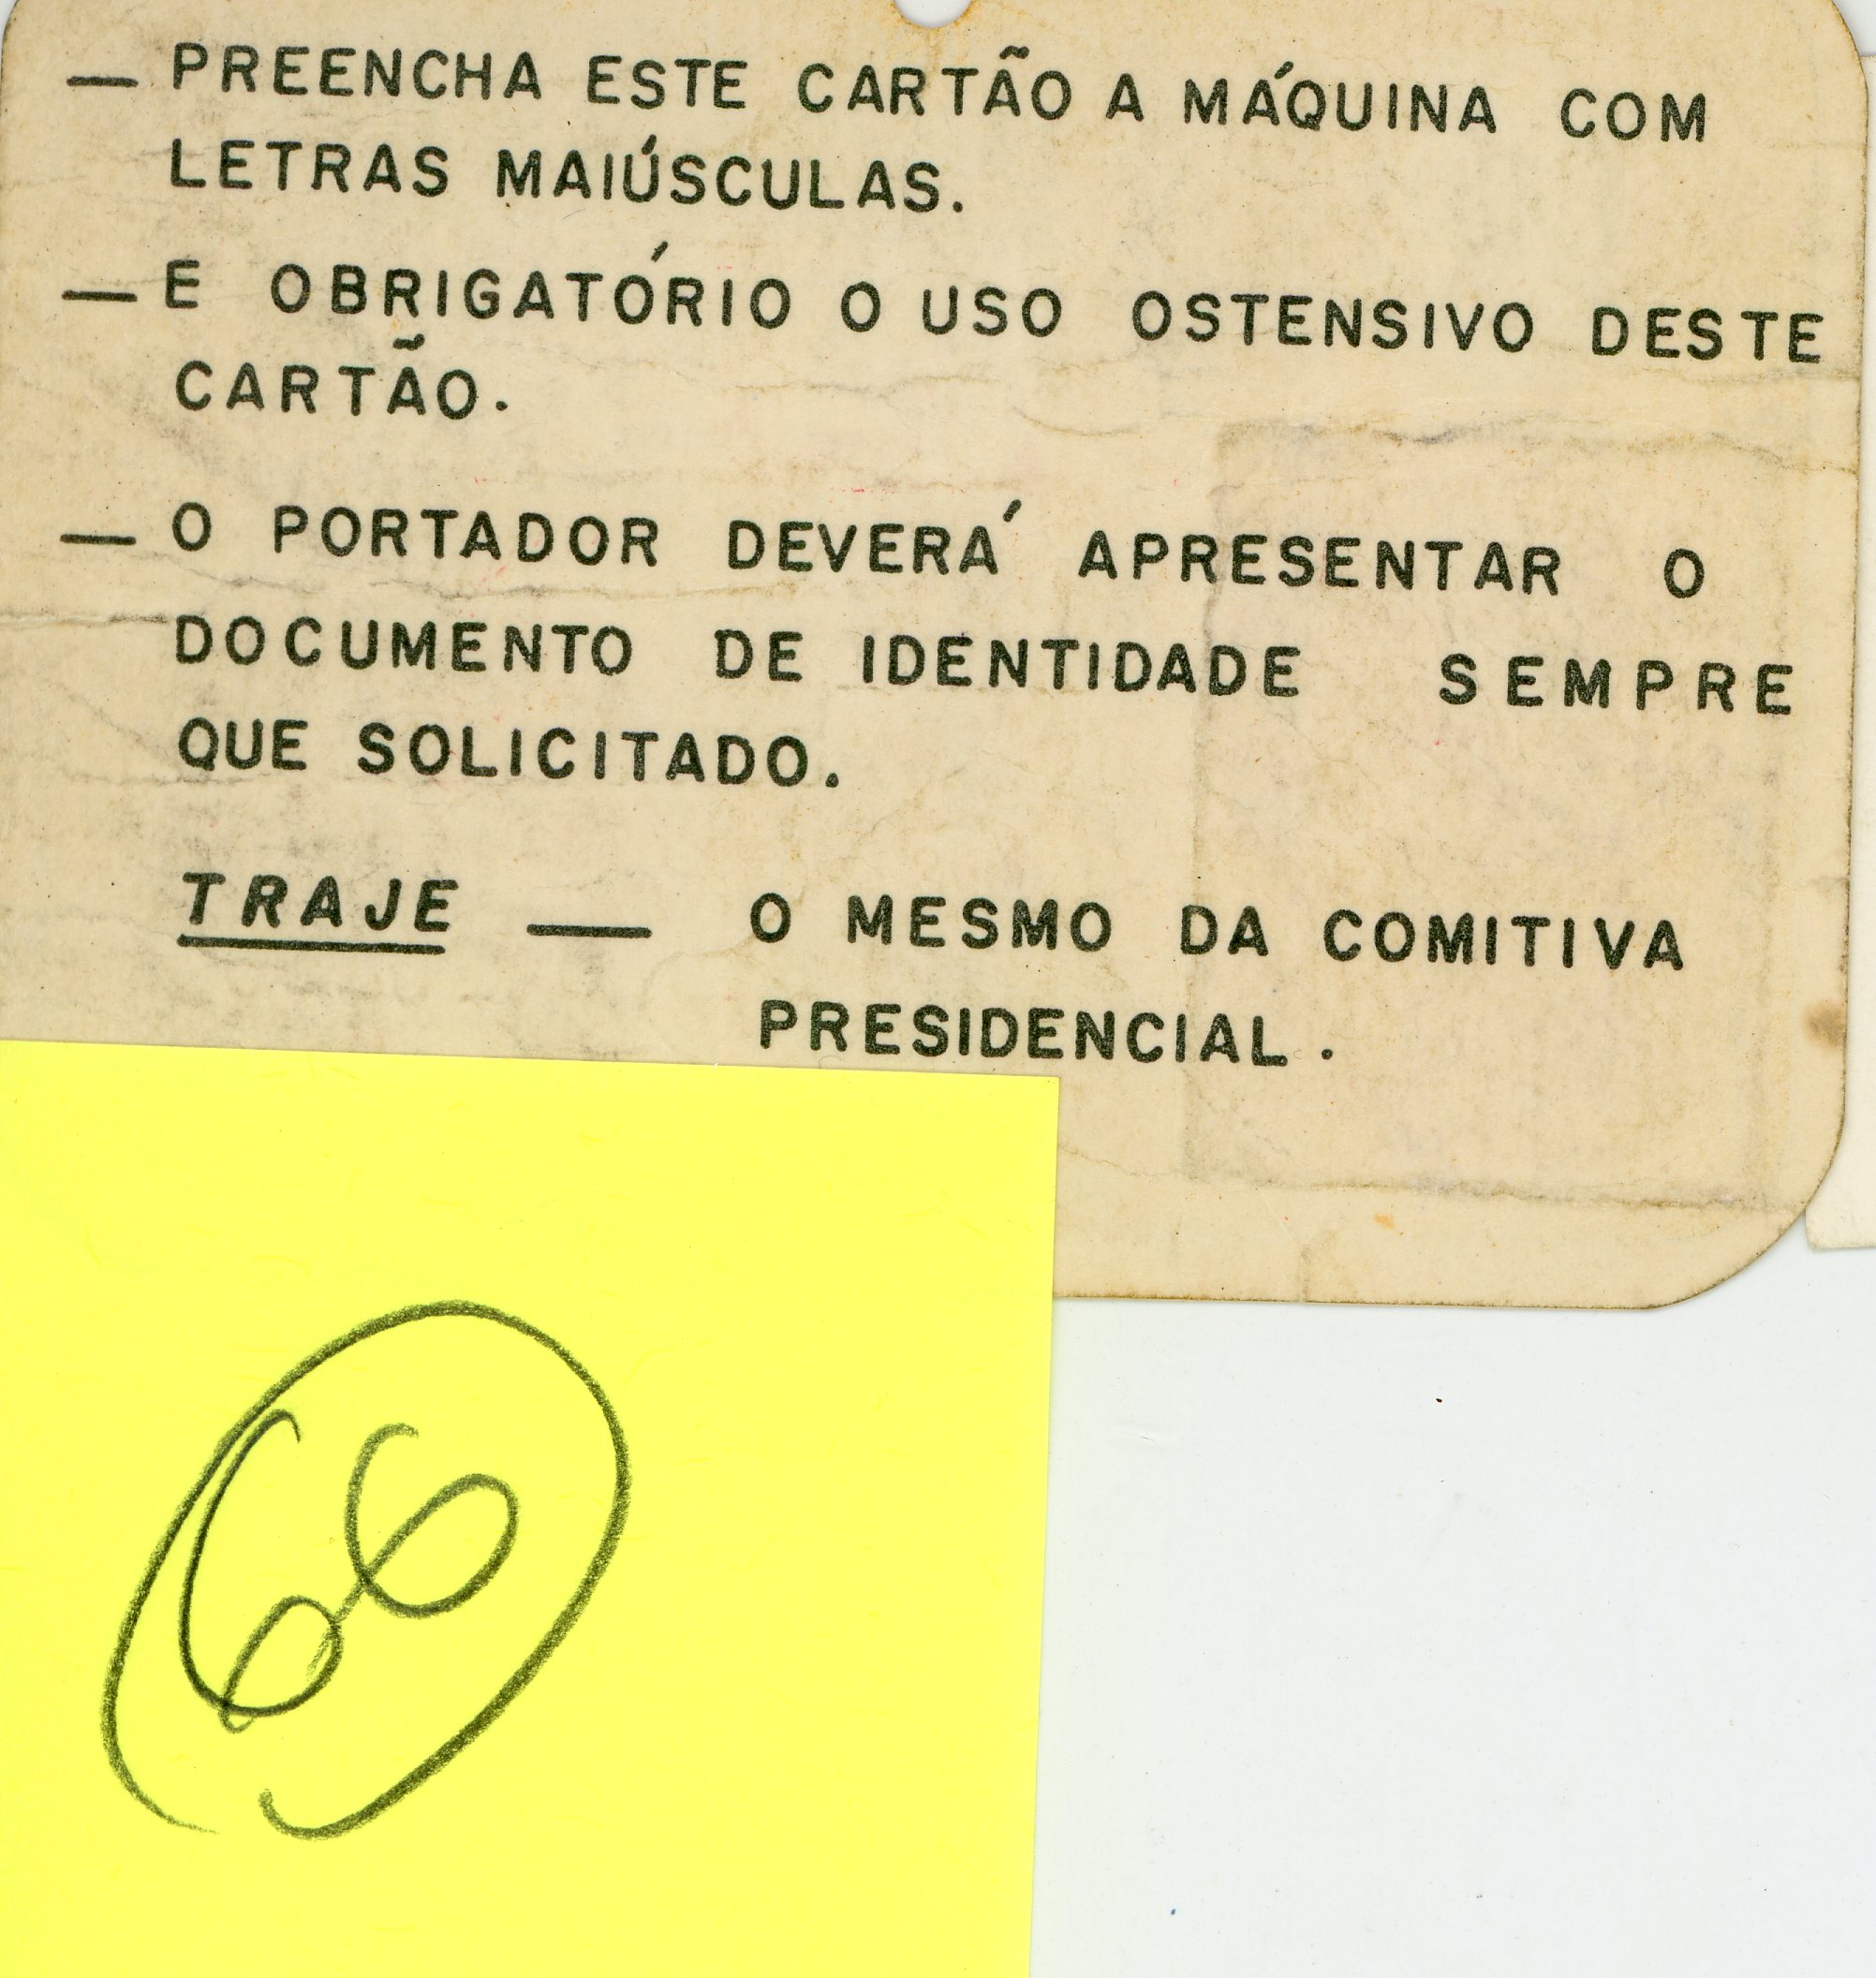 — PREENCHA ESTE CARTÃO A MÁQUINA COM
LETRAS MAIÚSCULAS.
— E OBRIGATÓRIO O USO OSTENSIVO DESTE
CARTÃO.
— O PORTADOR DEVERÁ APRESENTAR O
DOCUMENTO DE IDENTIDADE SEMPRE
QUE SOLICITADO.
TRAJE — O MESMO DA COMITIVA
PRESIDENCIAL.
66